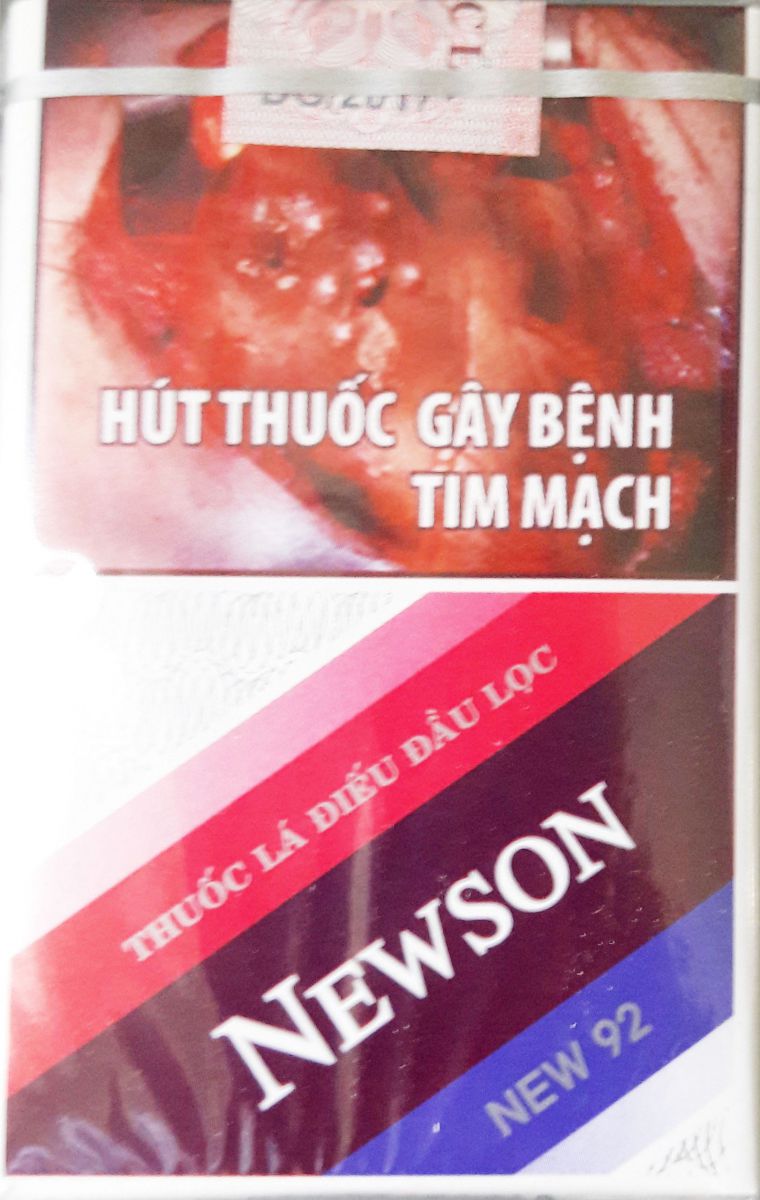 HÚT THUỐC GÂY BỆNH
TIM MẠCH
THUỐC LÁ ĐIẾU ĐẦU LỌC
NEWSON
NEW 92